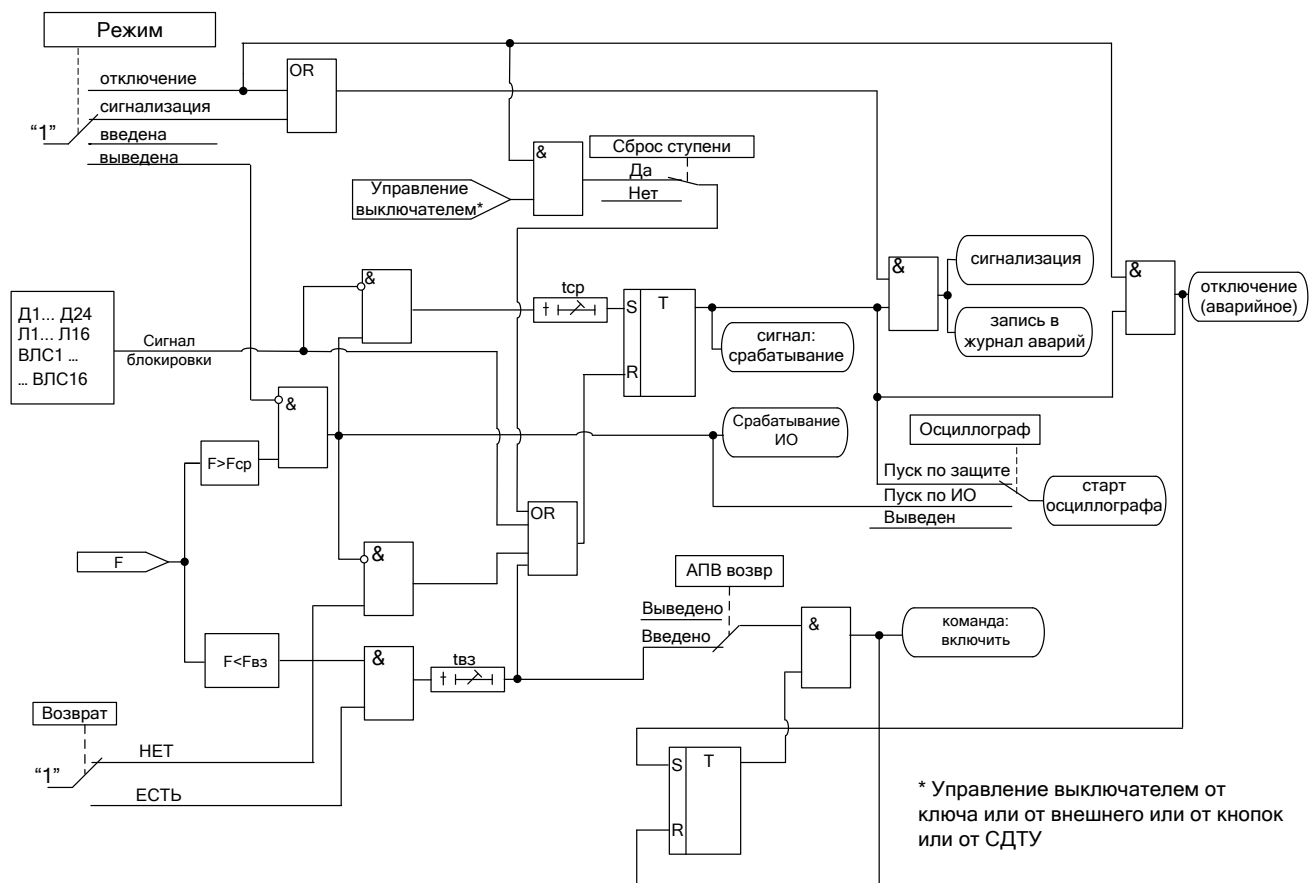 Режим
отключение
OR
сигнализация
“1”
введена
выведена
&
Сброс ступени
Да
Нет
Управление
выключателем*
&
tср
S T
R
&
сигнализация
запись в
журнал аварий
&
отключение
(аварийное)
Д1... Д24
Л1... Л16
ВЛС1 ...
... ВЛС16
Сигнал
блокировки
сигнал:
срабатывание
&
F>Fср
Срабатывание
ИО
Осциллограф
Пуск по защите
Пуск по ИО
Выведен
старт
осциллографа
OR
F
&
АПВ возвр
Выведено
Введено
&
команда:
включить
F<Fвз
&
tвз
Возврат
“1”
НЕТ
ЕСТЬ
S T
R
* Управление выключателем от
ключа или от внешнего или от кнопок
или от СДТУ